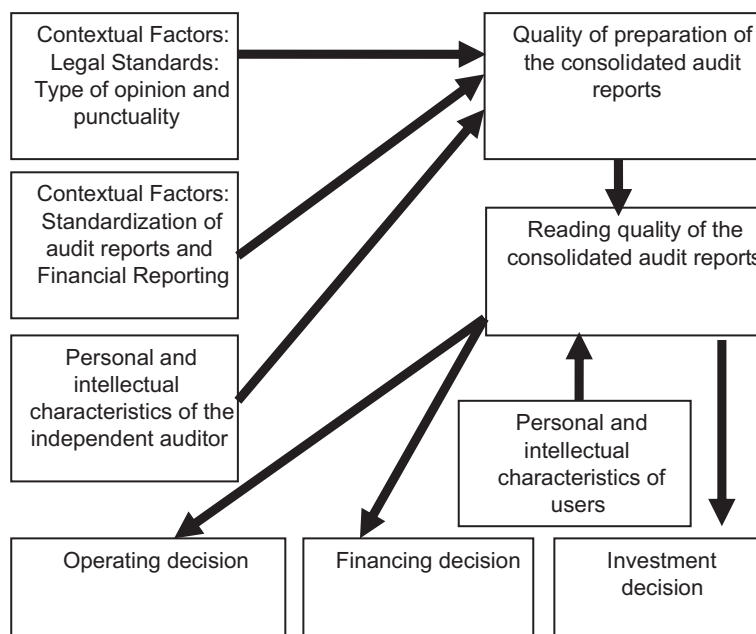 Contextual Factors:
Legal Standards:
Type of opinion and
punctuality
Quality of preparation of
the consolidated audit
reports
Contextual Factors:
Standardization of
audit reports and
Financial Reporting
Reading quality of the
consolidated audit reports
Personal and
intellectual
characteristics of the
independent auditor
Personal and
intellectual
characteristics of
users
Operating decision
Financing decision
Investment
decision